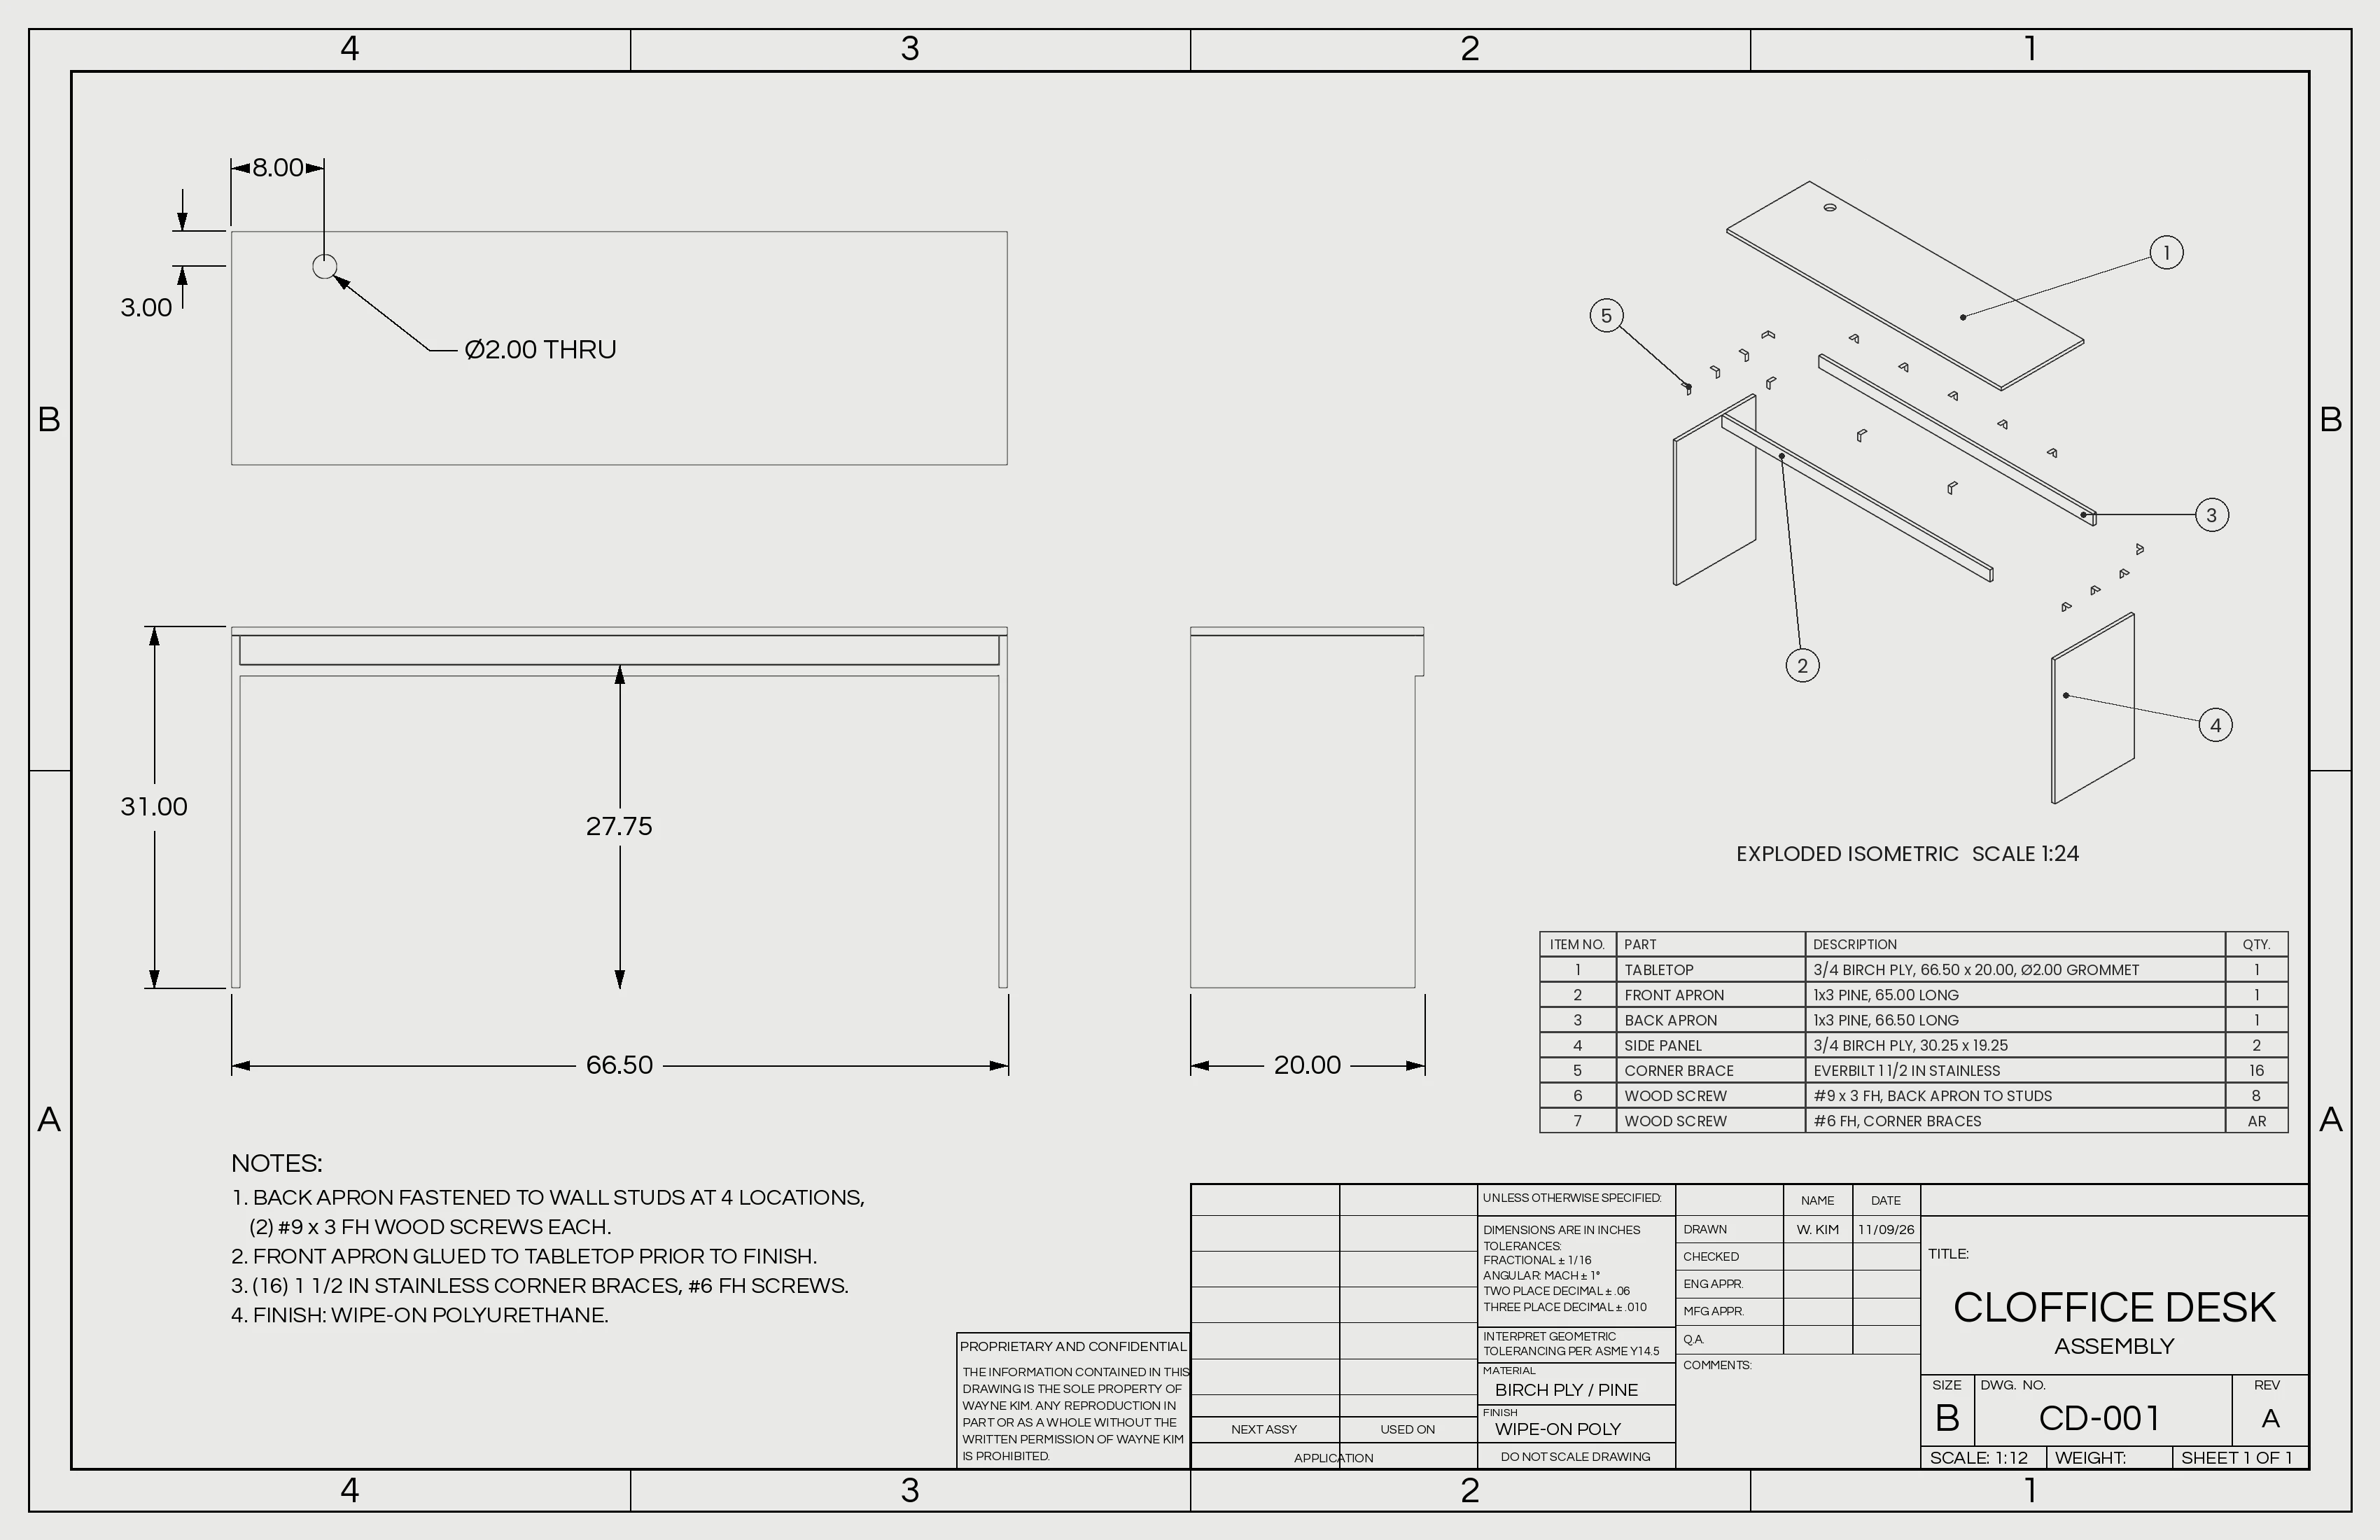 4 3 2 1
B B
A A
8.00
3.00
Ø2.00 THRU
31.00
27.75
66.50
20.00
1
5
3
2
4
EXPLODED ISOMETRIC SCALE 1:24
ITEM NO. PART DESCRIPTION QTY.
1 TABLETOP 3/4 BIRCH PLY, 66.50 x 20.00, Ø2.00 GROMMET 1
2 FRONT APRON 1x3 PINE, 65.00 LONG 1
3 BACK APRON 1x3 PINE, 66.50 LONG 1
4 SIDE PANEL 3/4 BIRCH PLY, 30.25 x 19.25 2
5 CORNER BRACE EVERBILT 1 1/2 IN STAINLESS 16
6 WOOD SCREW #9 x 3 FH, BACK APRON TO STUDS 8
7 WOOD SCREW #6 FH, CORNER BRACES AR
NOTES:
1. BACK APRON FASTENED TO WALL STUDS AT 4 LOCATIONS,
(2) #9 x 3 FH WOOD SCREWS EACH.
2. FRONT APRON GLUED TO TABLETOP PRIOR TO FINISH.
3. (16) 1 1/2 IN STAINLESS CORNER BRACES, #6 FH SCREWS.
4. FINISH: WIPE-ON POLYURETHANE.
PROPRIETARY AND CONFIDENTIAL
THE INFORMATION CONTAINED IN THIS
DRAWING IS THE SOLE PROPERTY OF
WAYNE KIM. ANY REPRODUCTION IN
PART OR AS A WHOLE WITHOUT THE
WRITTEN PERMISSION OF WAYNE KIM
IS PROHIBITED.
NEXT ASSY USED ON
APPLICATION
UNLESS OTHERWISE SPECIFIED:
DIMENSIONS ARE IN INCHES
TOLERANCES:
FRACTIONAL ± 1/16
ANGULAR: MACH ± 1°
TWO PLACE DECIMAL ± .06
THREE PLACE DECIMAL ± .010
INTERPRET GEOMETRIC
TOLERANCING PER: ASME Y14.5
MATERIAL
BIRCH PLY / PINE
FINISH
WIPE-ON POLY
DO NOT SCALE DRAWING
NAME DATE
DRAWN W. KIM 11/09/26
CHECKED
ENG APPR.
MFG APPR.
Q.A.
COMMENTS:
TITLE:
CLOFFICE DESK
ASSEMBLY
SIZE DWG. NO. REV
B CD-001 A
SCALE: 1:12 WEIGHT: SHEET 1 OF 1
4 3 2 1